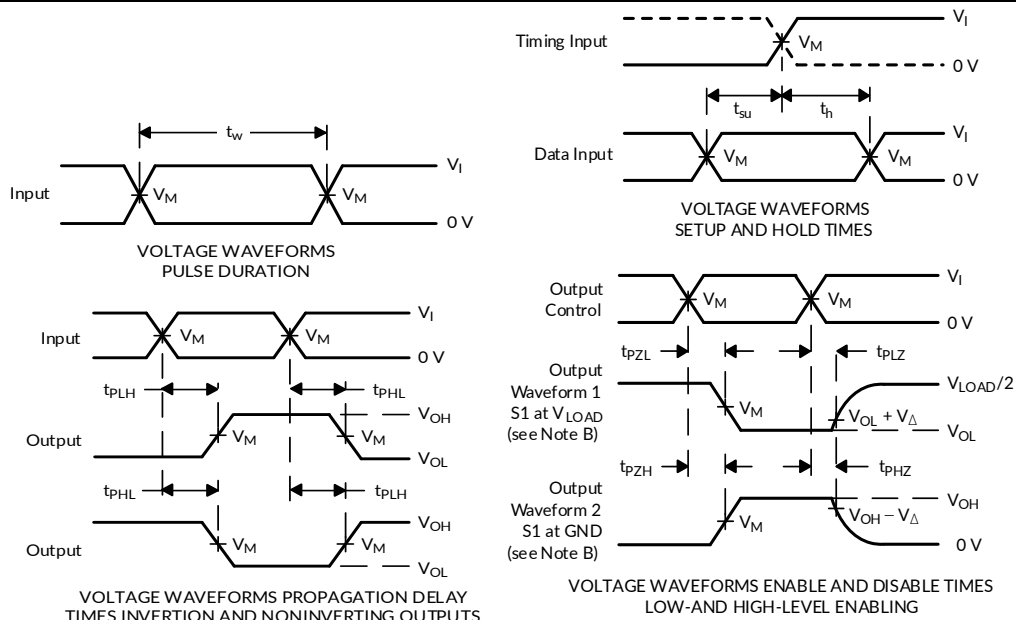 t_w
Input
V_I
V_M
V_M
0 V
VOLTAGE WAVEFORMS
PULSE DURATION
Timing Input
V_I
V_M
0 V
t_su
t_h
Data Input
V_I
V_M
V_M
0 V
VOLTAGE WAVEFORMS
SETUP AND HOLD TIMES
Input
V_I
V_M
V_M
0 V
t_PLH
t_PHL
Output
V_OH
V_M
V_M
V_OL
t_PHL
t_PLH
Output
V_OH
V_M
V_M
V_OL
VOLTAGE WAVEFORMS PROPAGATION DELAY
TIMES INVERTION AND NONINVERTING OUTPUTS
Output
Control
V_I
V_M
V_M
0 V
t_PZL
t_PLZ
Output
Waveform 1
S1 at V_LOAD
(see Note B)
V_LOAD/2
V_M
V_OL + V_Δ
V_OL
t_PZH
t_PHZ
Output
Waveform 2
S1 at GND
(see Note B)
V_OH
V_M
V_OH – V_Δ
0 V
VOLTAGE WAVEFORMS ENABLE AND DISABLE TIMES
LOW-AND HIGH-LEVEL ENABLING